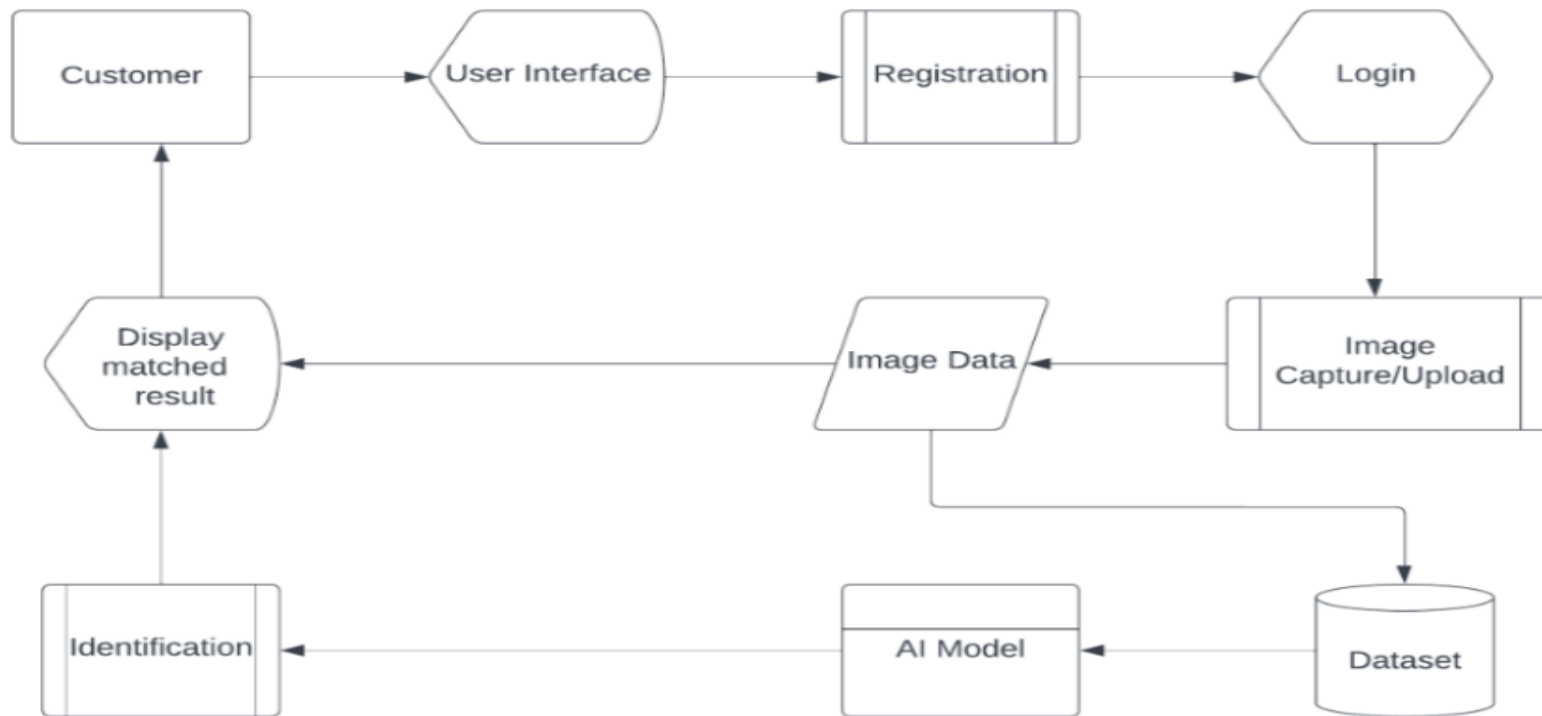 Customer
User Interface
Registration
Login
Display
matched
result
Image Data
Image
Capture/Upload
Identification
AI Model
Dataset